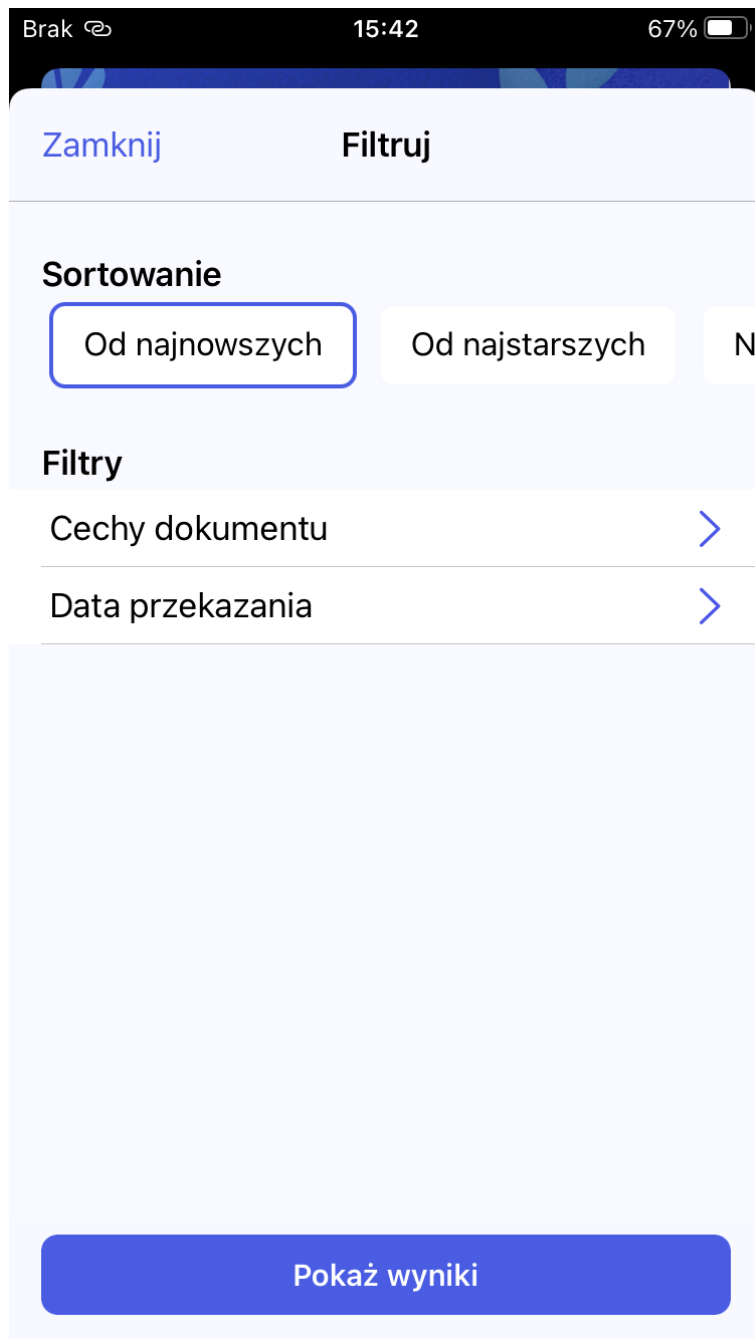 Brak 15:42 67%
Zamknij Filtruj
Sortowanie
Od najnowszych Od najstarszych N
Filtry
Cechy dokumentu
Data przekazania
Pokaż wyniki